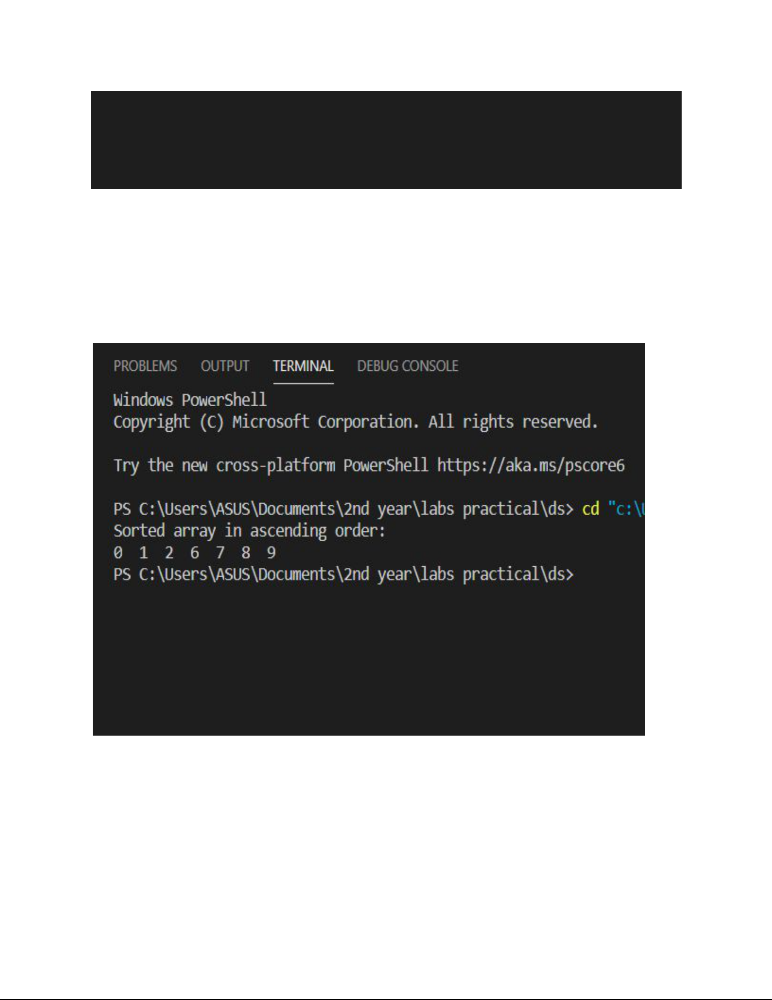 PROBLEMS OUTPUT TERMINAL DEBUG CONSOLE
Windows PowerShell
Copyright (C) Microsoft Corporation. All rights reserved.
Try the new cross-platform PowerShell https://aka.ms/pscore6
PS C:\Users\ASUS\Documents\2nd year\labs practical\ds> cd "c:\
Sorted array in ascending order:
0 1 2 6 7 8 9
PS C:\Users\ASUS\Documents\2nd year\labs practical\ds>